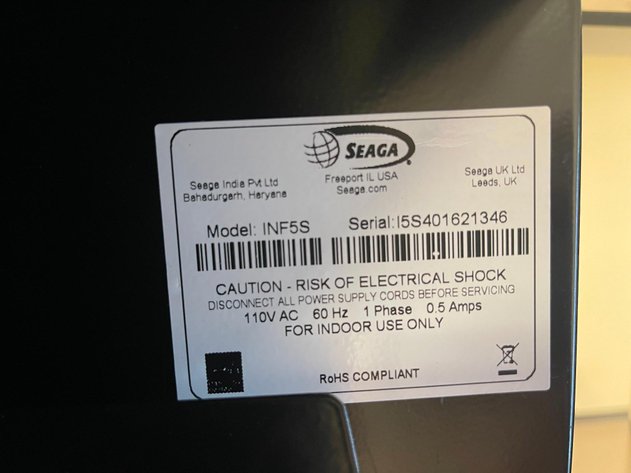 SEAGA
Seaga India Pvt Ltd
Bahadurgarh, Haryana
Freeport IL USA
Seaga.com
Seaga UK Ltd
Leeds, UK
Model: INF5S Serial: I5S401621346
CAUTION - RISK OF ELECTRICAL SHOCK
DISCONNECT ALL POWER SUPPLY CORDS BEFORE SERVICING
110V AC 60 Hz 1 Phase 0.5 Amps
FOR INDOOR USE ONLY
RoHS COMPLIANT